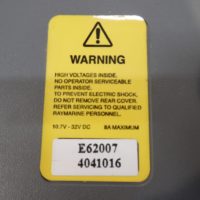 WARNING
HIGH VOLTAGES INSIDE.
NO OPERATOR SERVICEABLE
PARTS INSIDE.
TO PREVENT ELECTRIC SHOCK,
DO NOT REMOVE REAR COVER.
REFER SERVICING TO QUALIFIED
RAYMARINE PERSONNEL.
10.7V - 32V DC 8A MAXIMUM
E62007
4041016